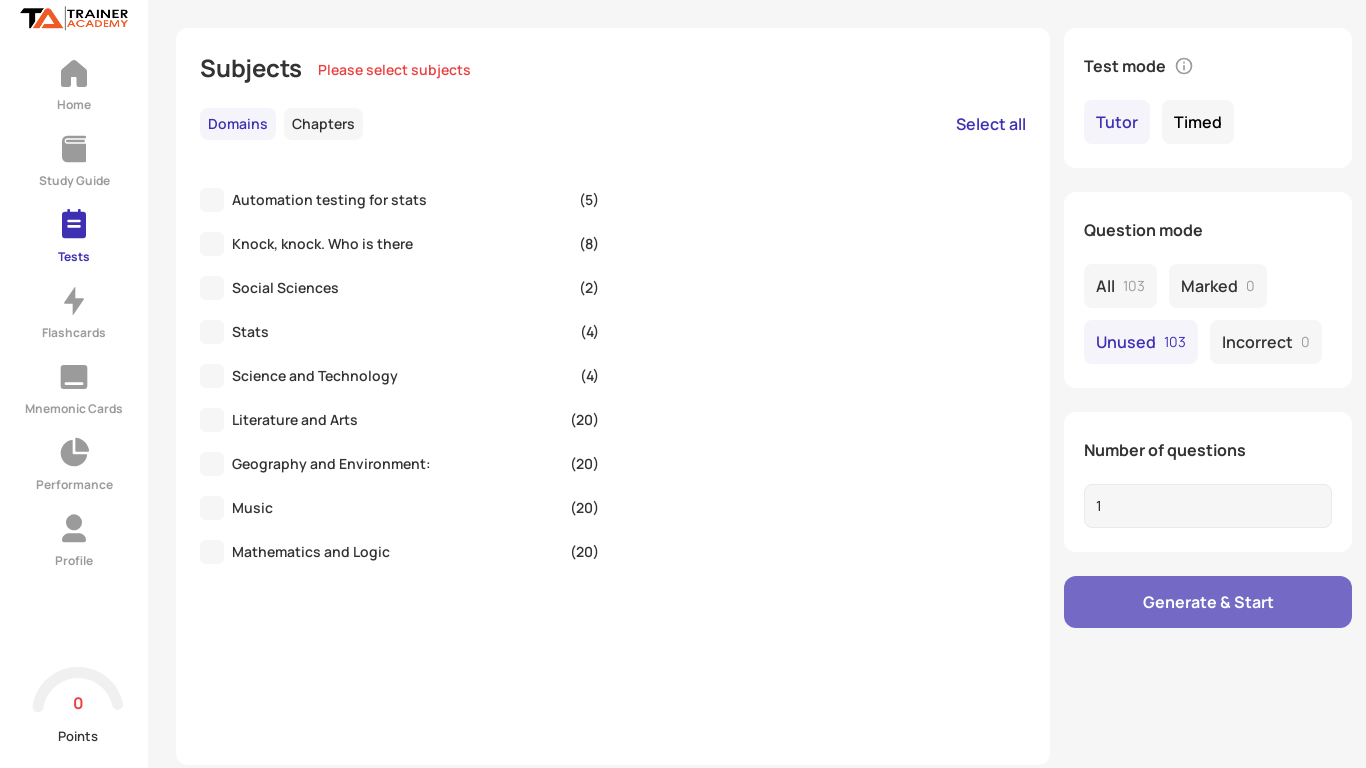 TRAINER
ACADEMY
Home
Study Guide
Tests
Flashcards
Mnemonic Cards
Performance
Profile
0
Points
Subjects Please select subjects
Domains Chapters Select all
Automation testing for stats (5)
Knock, knock. Who is there (8)
Social Sciences (2)
Stats (4)
Science and Technology (4)
Literature and Arts (20)
Geography and Environment: (20)
Music (20)
Mathematics and Logic (20)
Test mode
Tutor Timed
Question mode
All 103 Marked 0
Unused 103 Incorrect 0
Number of questions
1
Generate & Start